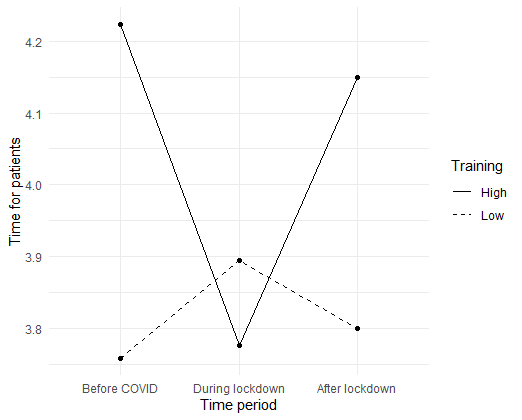 4.2
4.1
4.0
3.9
3.8
Time for patients
Before COVID
During lockdown
After lockdown
Time period
Training
High
Low